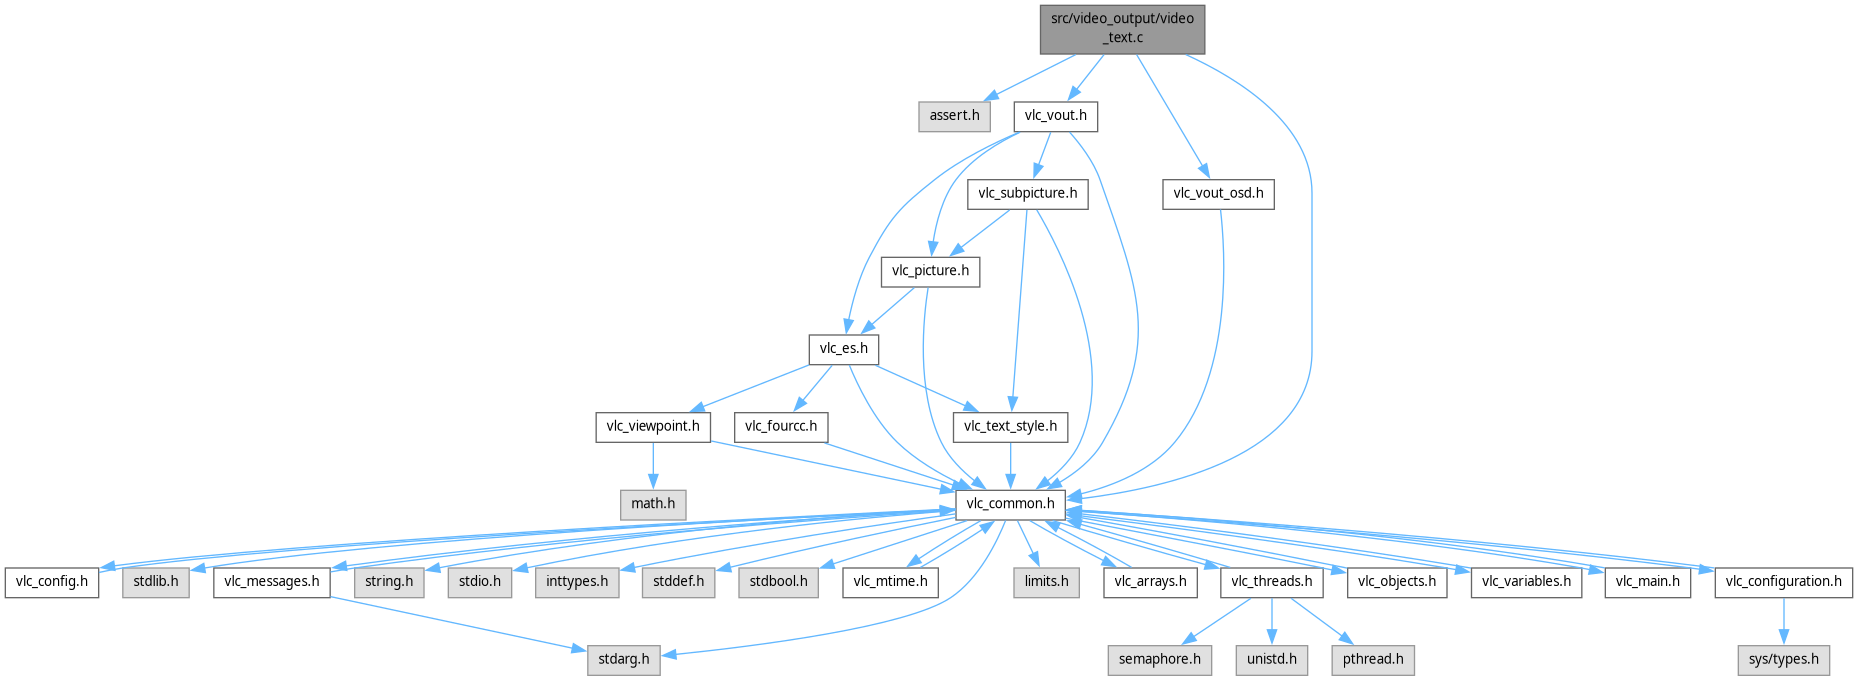 src/video_output/video
_text.c
assert.h
vlc_vout.h
vlc_subpicture.h
vlc_vout_osd.h
vlc_picture.h
vlc_es.h
vlc_viewpoint.h
vlc_fourcc.h
vlc_text_style.h
math.h
vlc_common.h
vlc_config.h
stdlib.h
vlc_messages.h
string.h
stdio.h
inttypes.h
stddef.h
stdbool.h
vlc_mtime.h
limits.h
vlc_arrays.h
vlc_threads.h
vlc_objects.h
vlc_variables.h
vlc_main.h
vlc_configuration.h
stdarg.h
semaphore.h
unistd.h
pthread.h
sys/types.h